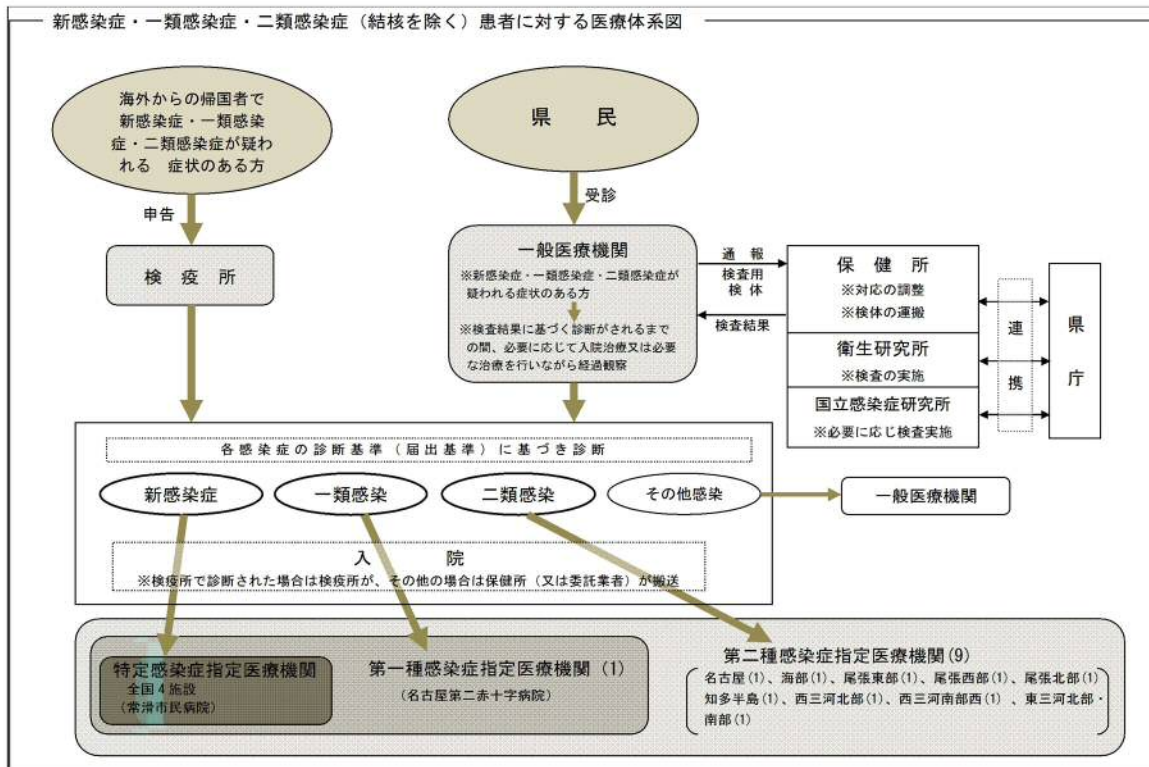 新感染症・一類感染症・二類感染症（結核を除く）患者に対する医療体系図
海外からの帰国者で
新感染症・一類感染
症・二類感染症が疑わ
れる　症状のある方
県　民
申告
受診
検疫所
一般医療機関
※新感染症・一類感染症・二類感染症が
疑われる症状のある方
※検査結果に基づく診断がされるまで
の間、必要に応じて入院治療又は必要
な治療を行いながら経過観察
通　報
検査用
検　体
検査結果
保　健　所
※対応の調整
※検体の運搬
衛生研究所
※検査の実施
国立感染症研究所
※必要に応じ検査実施
連
携
県
庁
各感染症の診断基準（届出基準）に基づき診断
新感染症
一類感染
二類感染
その他感染
一般医療機関
入　院
※検疫所で診断された場合は検疫所が、その他の場合は保健所（又は委託業者）が搬送
特定感染症指定医療機関
全国４施設
（常滑市民病院）
第一種感染症指定医療機関（1）
（名古屋第二赤十字病院）
第二種感染症指定医療機関(9)
名古屋(1)、海部(1)、尾張東部(1)、尾張西部(1)、尾張北部(1)
知多半島(1)、西三河北部(1)、西三河南部西(1)　、東三河北部・
南部(1)